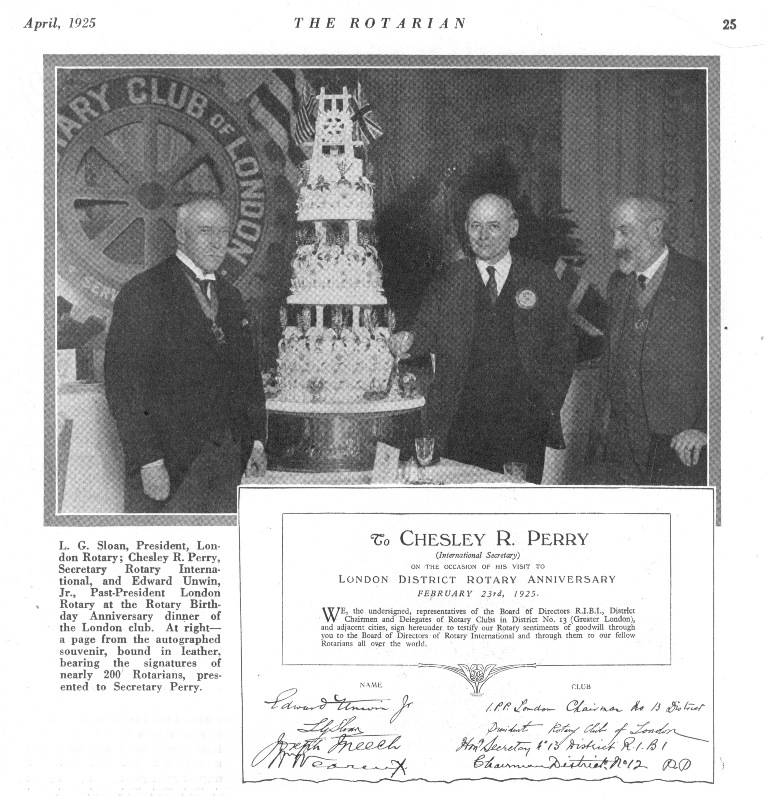 April, 1925
THE ROTARIAN
25
ARY CLUB OF LONDON
L. G. Sloan, President, Lon-
don Rotary; Chesley R. Perry,
Secretary Rotary Interna-
tional, and Edward Unwin,
Jr., Past-President London
Rotary at the Rotary Birth-
day Anniversary dinner of
the London club. At right—
a page from the autographed
souvenir, bound in leather,
bearing the signatures of
nearly 200 Rotarians, pres-
ented to Secretary Perry.
To CHESLEY R. PERRY
(International Secretary)
ON THE OCCASION OF HIS VISIT TO
LONDON DISTRICT ROTARY ANNIVERSARY
FEBRUARY 23rd, 1925.
WE, the undersigned, representatives of the Board of Directors R.I.B.I., District
Chairmen and Delegates of Rotary Clubs in District No. 13 (Greater London),
and adjacent cities, sign hereunder to testify our Rotary sentiments of goodwill through
you to the Board of Directors of Rotary International and through them to our fellow
Rotarians all over the world.
NAME
CLUB
Edward Unwin Jr
I.P.P. London Chairman No 13 District
L G Sloan
President Rotary Club of London
Joseph
Hon Secretary No 13 District R.I.B.I
Chairman District No 12